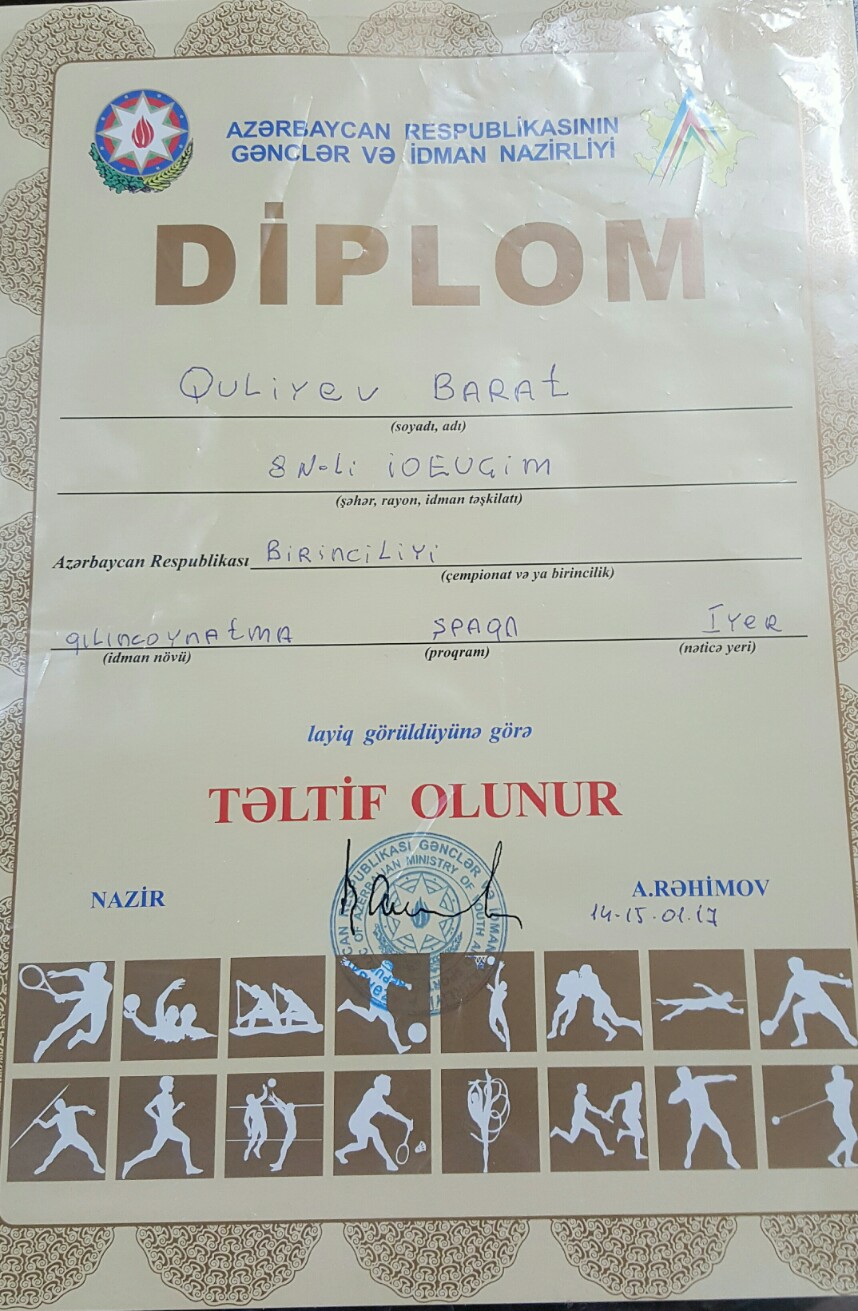 AZƏRBAYCAN RESPUBLİKASININ
GƏNCLƏR VƏ İDMAN NAZİRLİYİ
DİPLOM
Quliyev Barat
(soyadı, adı)
8 N-li İOEUGİM
(şəhər, rayon, idman təşkilatı)
Azərbaycan Respublikası Birinciliyi
(çempionat və ya birincilik)
qılıncoynatma şpaqa I yer
(idman növü) (proqram) (nəticə yeri)
layiq görüldüyünə görə
TƏLTİF OLUNUR
NAZİR A.RƏHİMOV
14-15.01.17